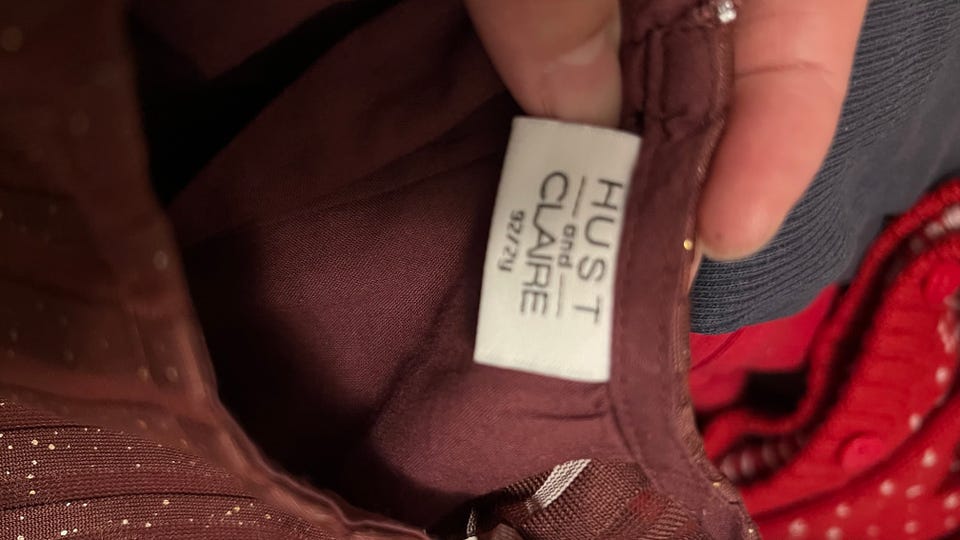 HUST
and
CLAIRE
92/2y